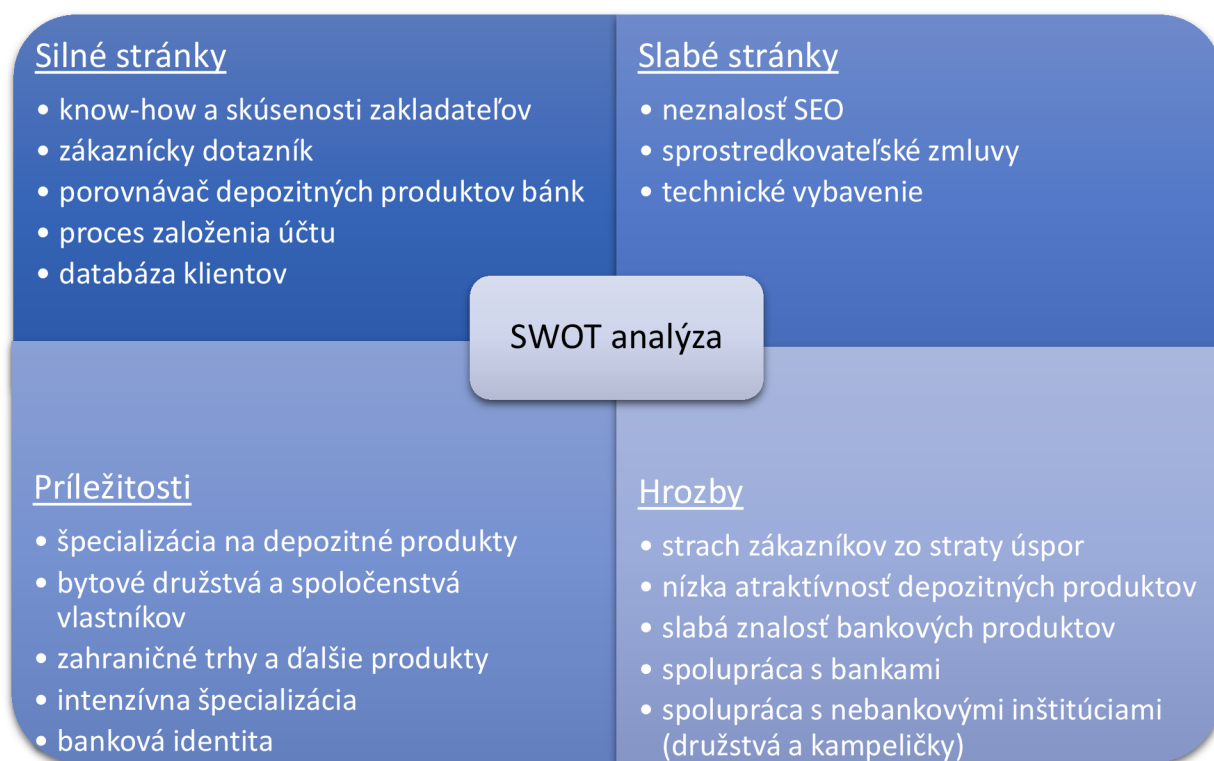 Silné stránky
• know-how a skúsenosti zakladateľov
• zákaznícky dotazník
• porovnávač depozitných produktov bánk
• proces založenia účtu
• databáza klientov
Slabé stránky
• neznalosť SEO
• sprostredkovateľské zmluvy
• technické vybavenie
SWOT analýza
Príležitosti
• špecializácia na depozitné produkty
• bytové družstvá a spoločenstvá
vlastníkov
• zahraničné trhy a ďalšie produkty
• intenzívna špecializácia
• banková identita
Hrozby
• strach zákazníkov zo straty úspor
• nízka atraktívnosť depozitných produktov
• slabá znalosť bankových produktov
• spolupráca s bankami
• spolupráca s nebankovými inštitúciami
(družstvá a kampeličky)